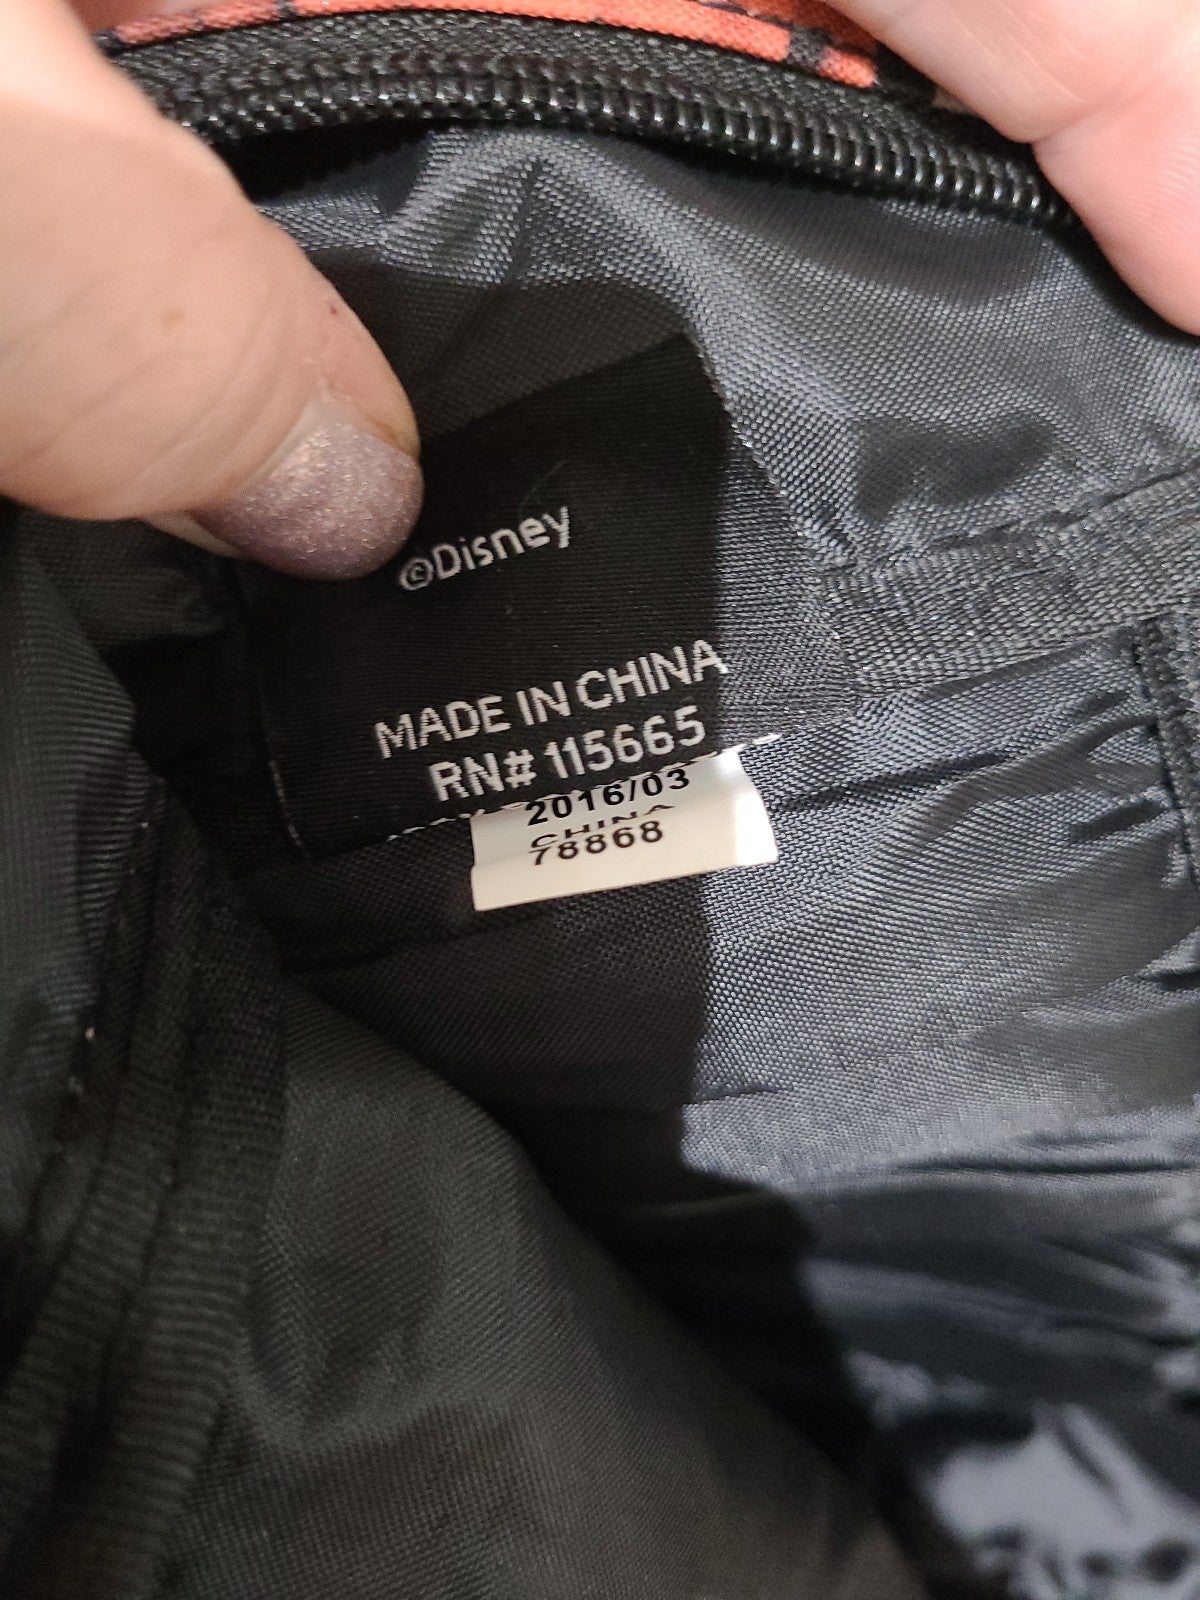 ©Disney
MADE IN CHINA
RN# 115665
2016/03
CHINA
78868